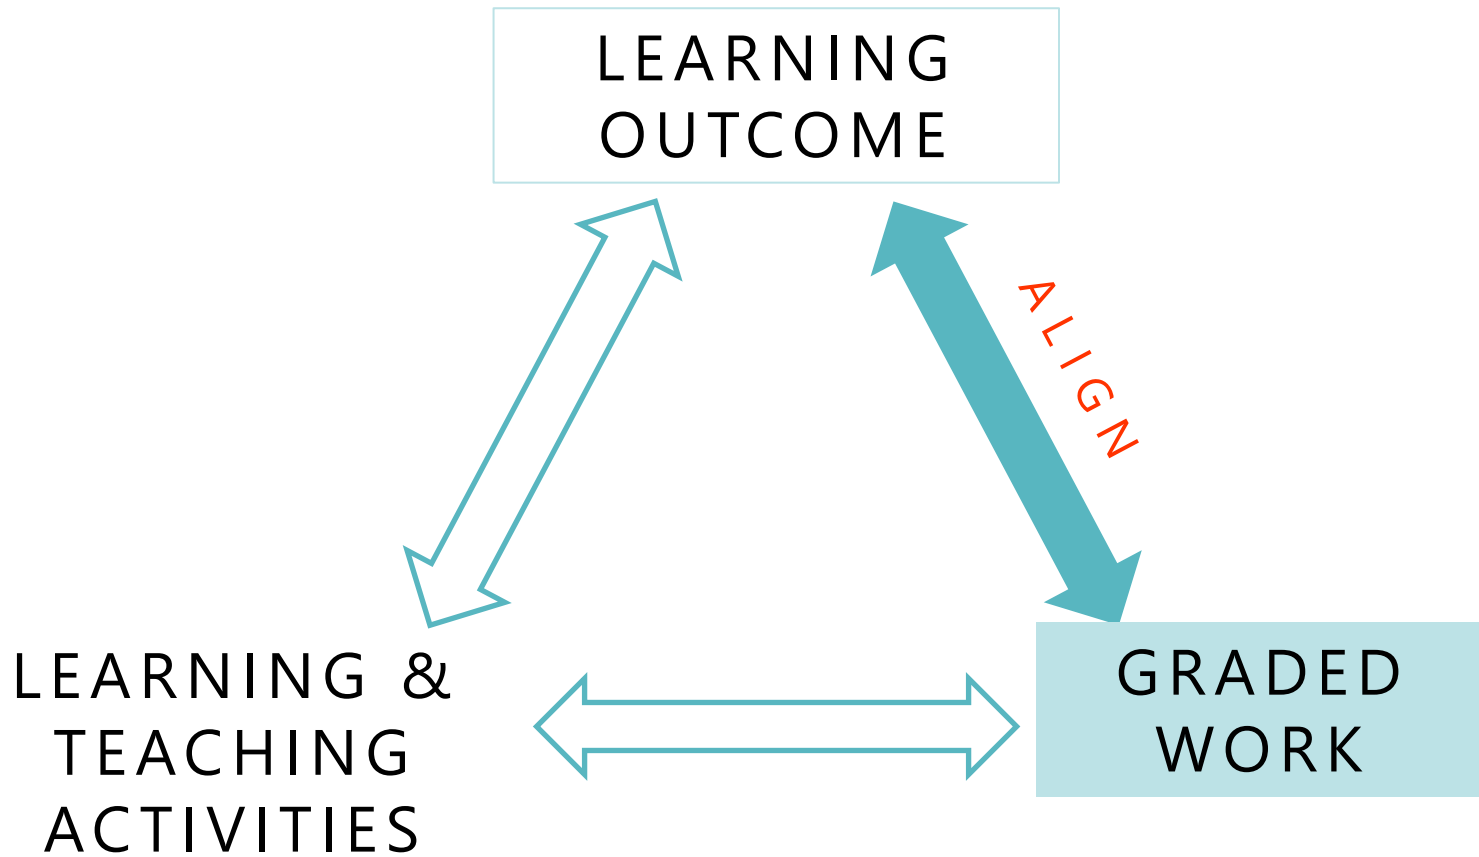 LEARNING
OUTCOME
ALIGN
LEARNING &
TEACHING
ACTIVITIES
GRADED
WORK